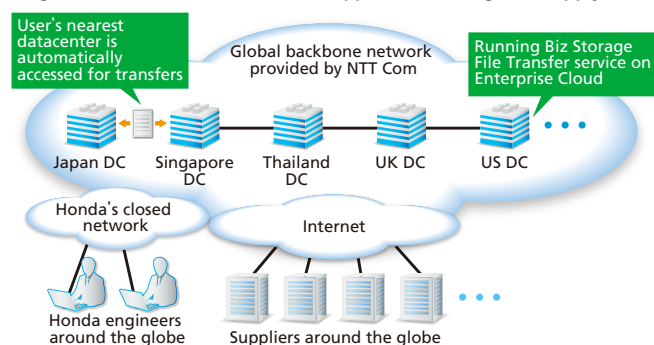 User's nearest
datacenter is
automatically
accessed for transfers
Global backbone network
provided by NTT Com
Running Biz Storage
File Transfer service on
Enterprise Cloud
Japan DC
Singapore
DC
Thailand
DC
UK DC
US DC
Honda's closed
network
Internet
Honda engineers
around the globe
Suppliers around the globe